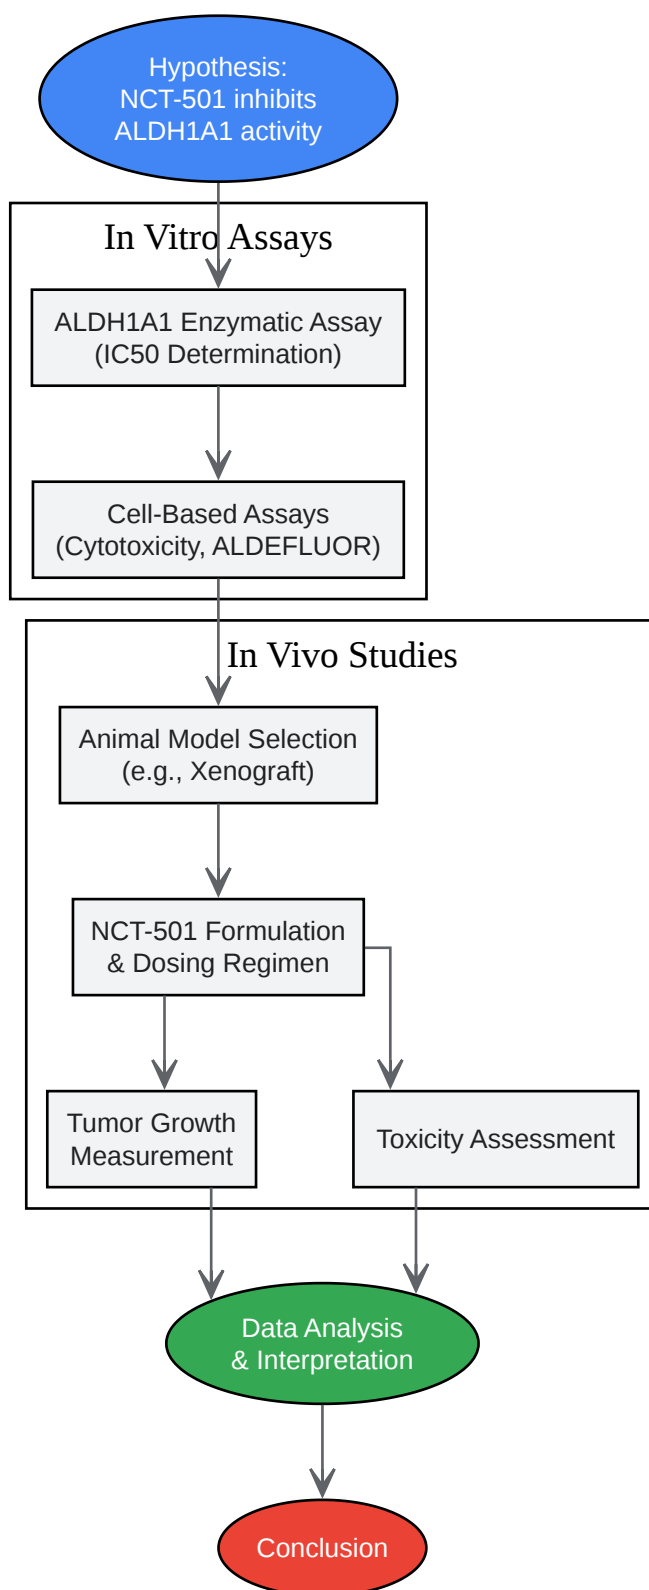 Hypothesis:
NCT-501 inhibits
ALDH1A1 activity
In Vitro Assays
ALDH1A1 Enzymatic Assay
(IC50 Determination)
Cell-Based Assays
(Cytotoxicity, ALDEFLUOR)
In Vivo Studies
Animal Model Selection
(e.g., Xenograft)
NCT-501 Formulation
& Dosing Regimen
Tumor Growth
Measurement
Toxicity Assessment
Data Analysis
& Interpretation
Conclusion